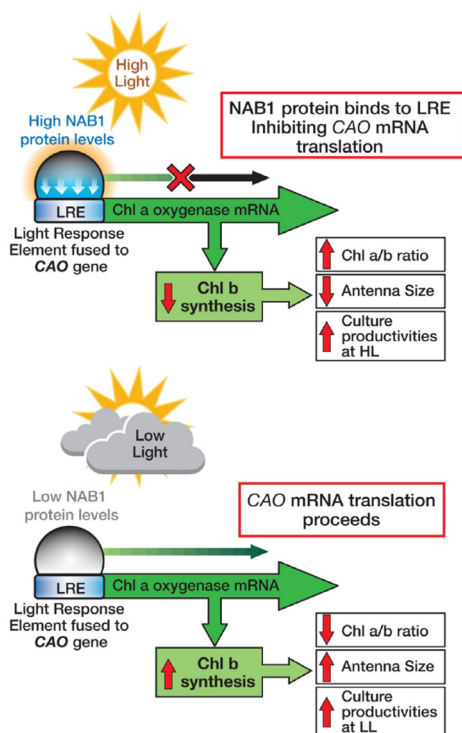 High
Light
High NAB1
protein levels
NAB1 protein binds to LRE
Inhibiting CAO mRNA
translation
LRE
Chl a oxygenase mRNA
Light Response
Element fused to
CAO gene
Chl b
synthesis
Chl a/b ratio
Antenna Size
Culture
productivities
at HL
Low
Light
Low NAB1
protein levels
CAO mRNA translation
proceeds
LRE
Chl a oxygenase mRNA
Light Response
Element fused to
CAO gene
Chl b
synthesis
Chl a/b ratio
Antenna Size
Culture
productivities
at LL